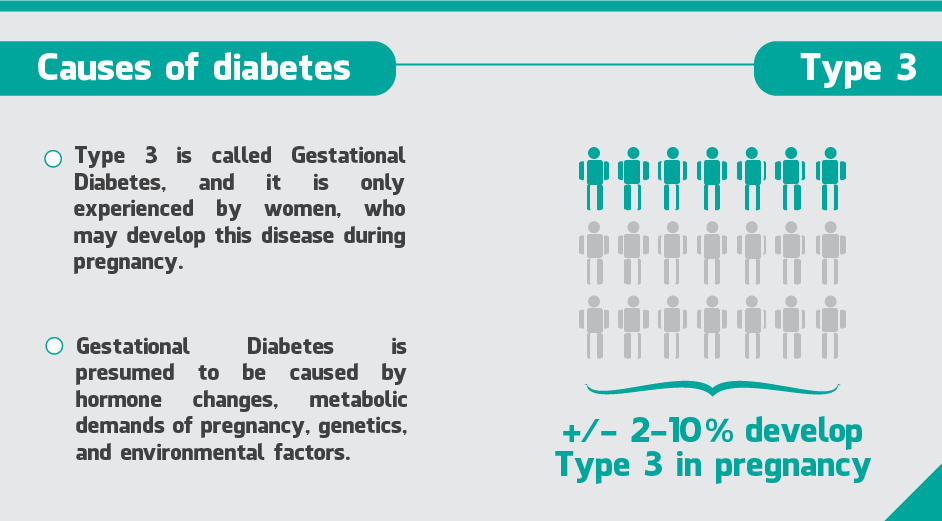 Causes of diabetes
Type 3
Type 3 is called Gestational
Diabetes, and it is only
experienced by women, who
may develop this disease during
pregnancy.
Gestational Diabetes is
presumed to be caused by
hormone changes, metabolic
demands of pregnancy, genetics,
and environmental factors.
+/- 2-10% develop
Type 3 in pregnancy